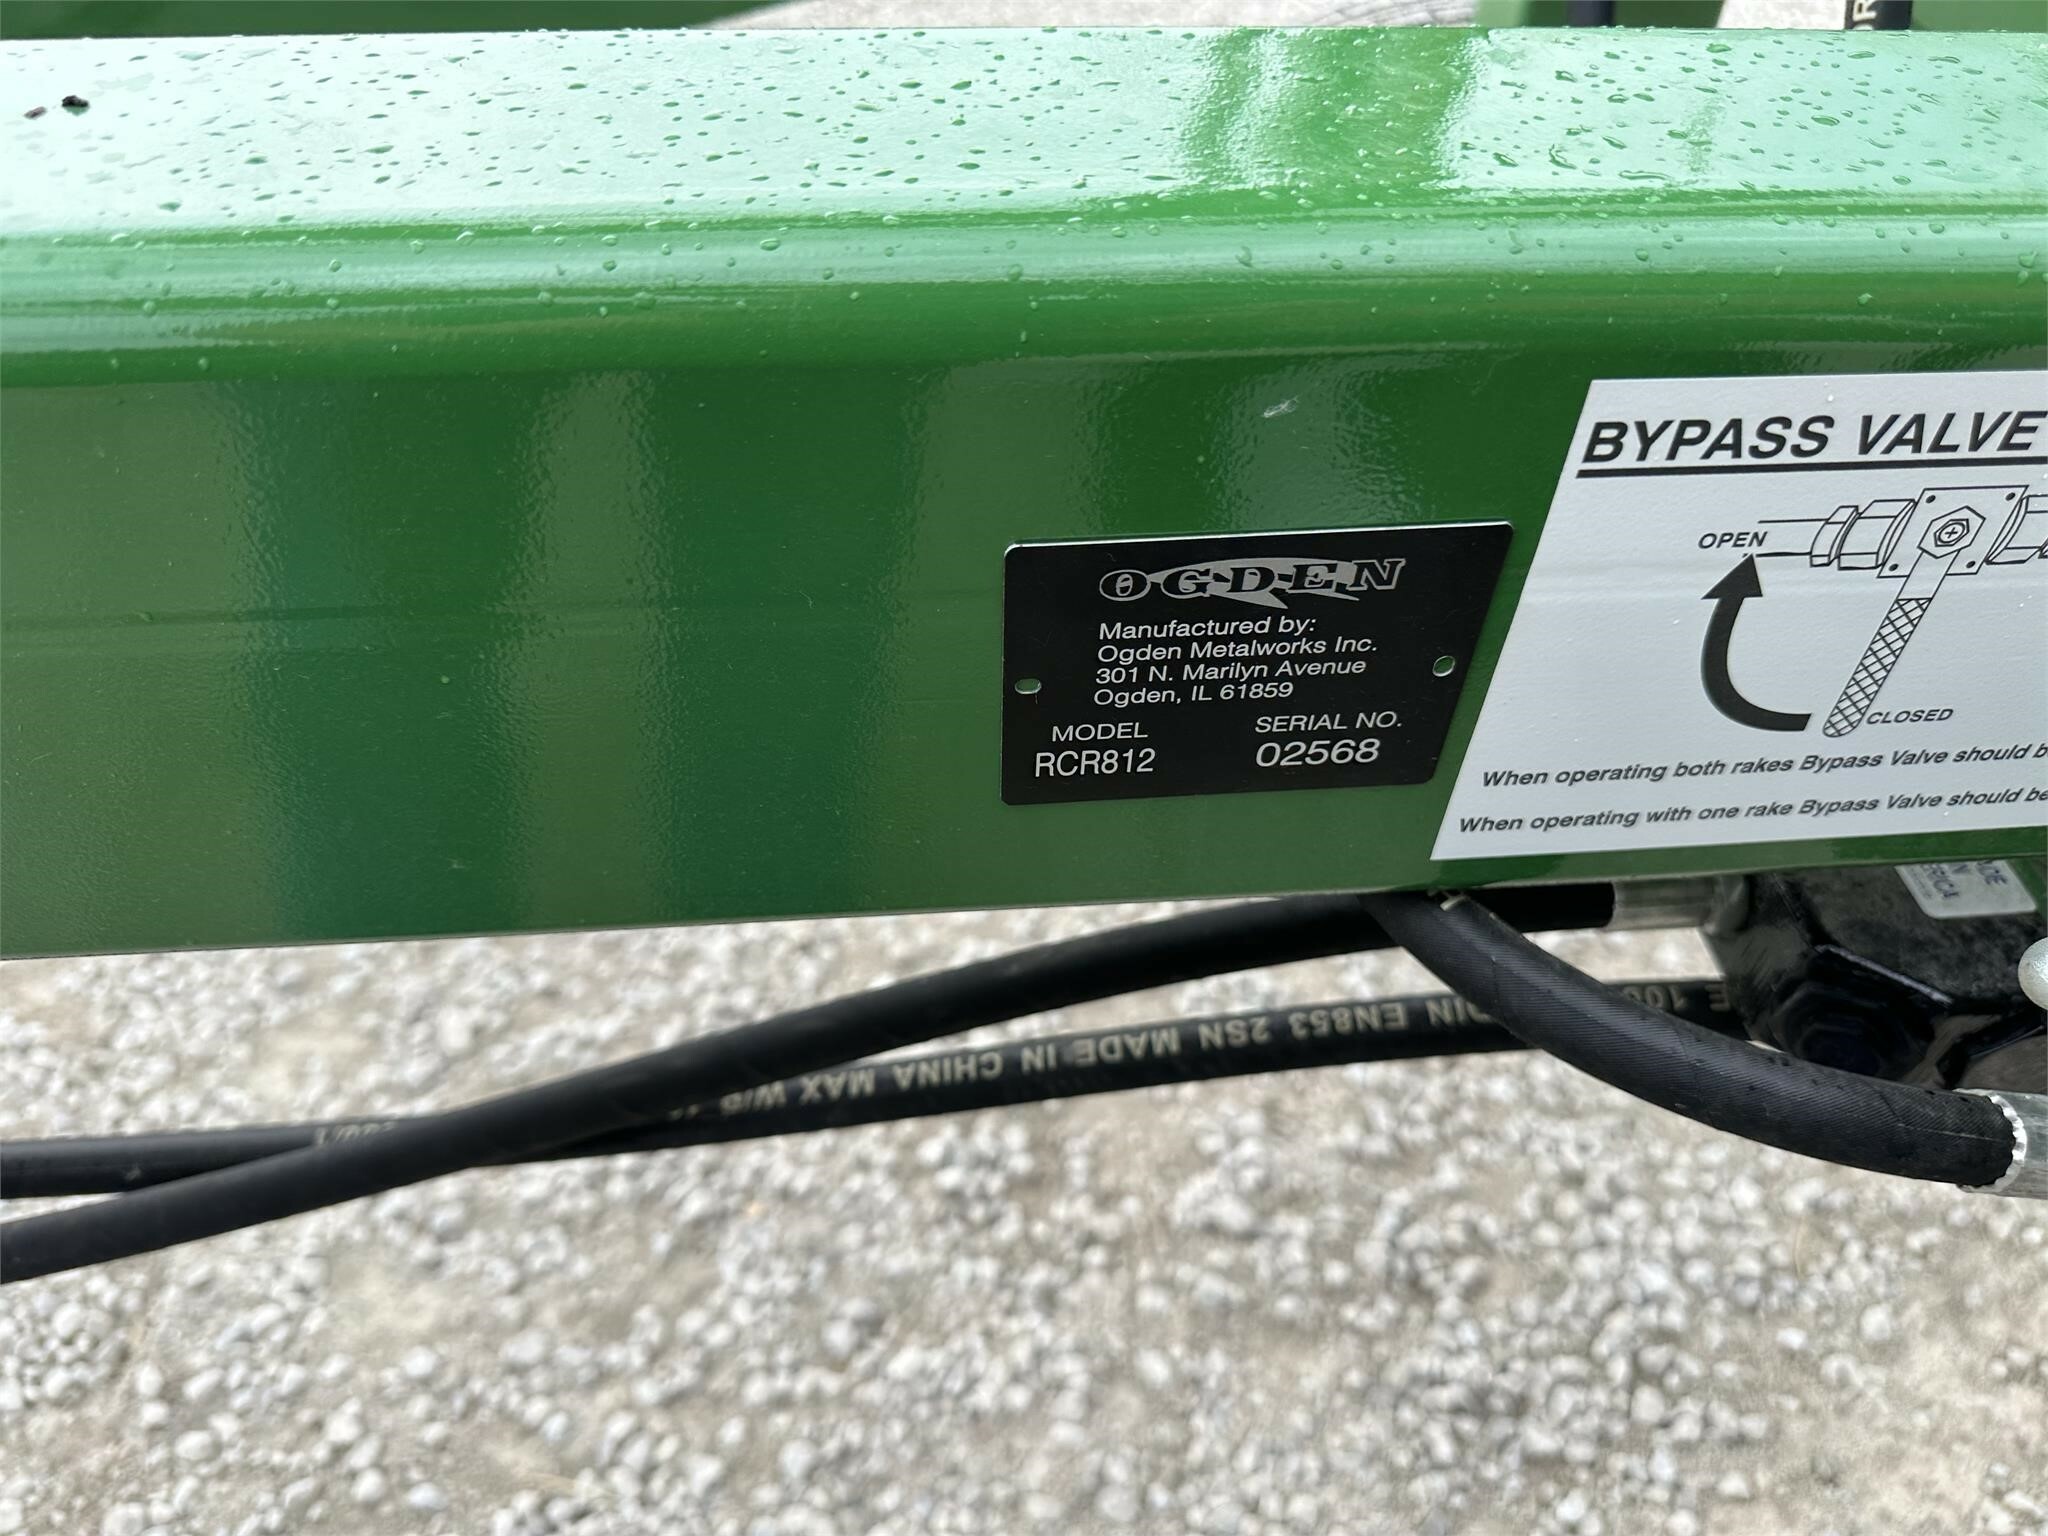 OGDEN
Manufactured by:
Ogden Metalworks Inc.
301 N. Marilyn Avenue
Ogden, IL 61859
MODEL SERIAL NO.
RCR812 02568
BYPASS VALVE
OPEN
CLOSED
When operating both rakes Bypass Valve should
When operating with one rake Bypass Valve should be
DIN EN853 2SN MADE IN CHINA MAX W/P